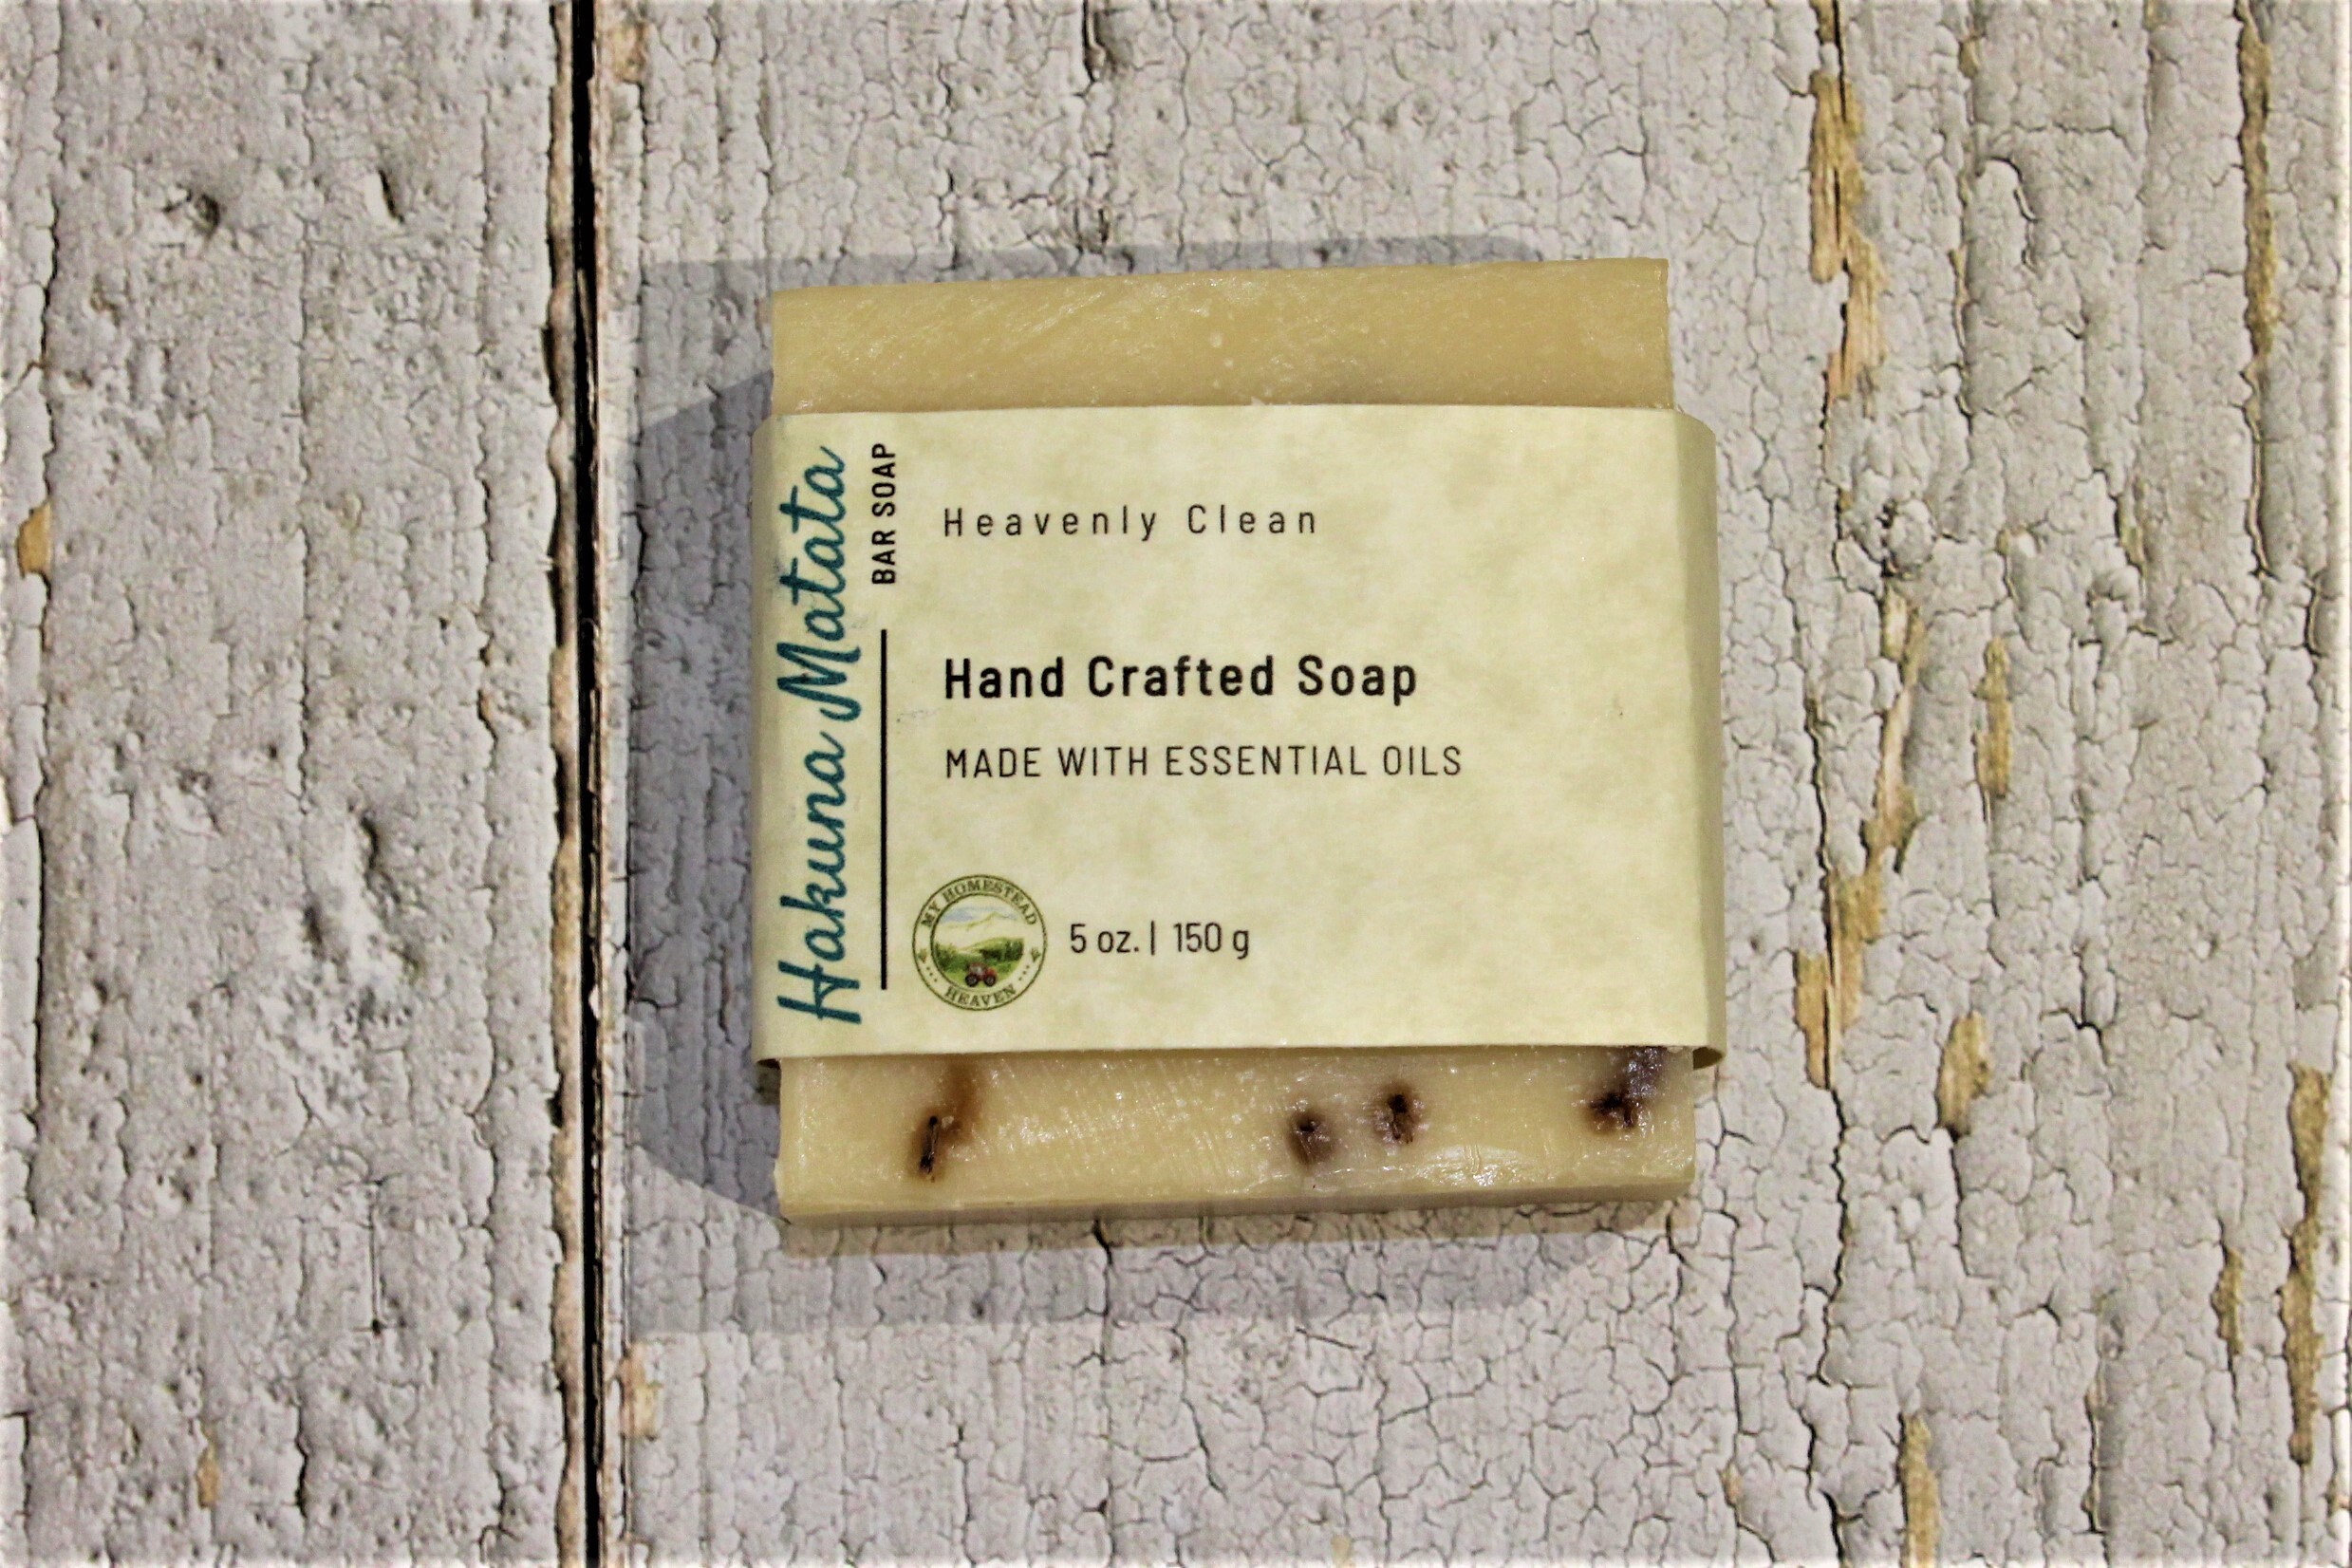 Hakuna Matata
BAR SOAP
Heavenly Clean
Hand Crafted Soap
MADE WITH ESSENTIAL OILS
MY HOMESTEAD
HEAVEN
5 oz. | 150 g